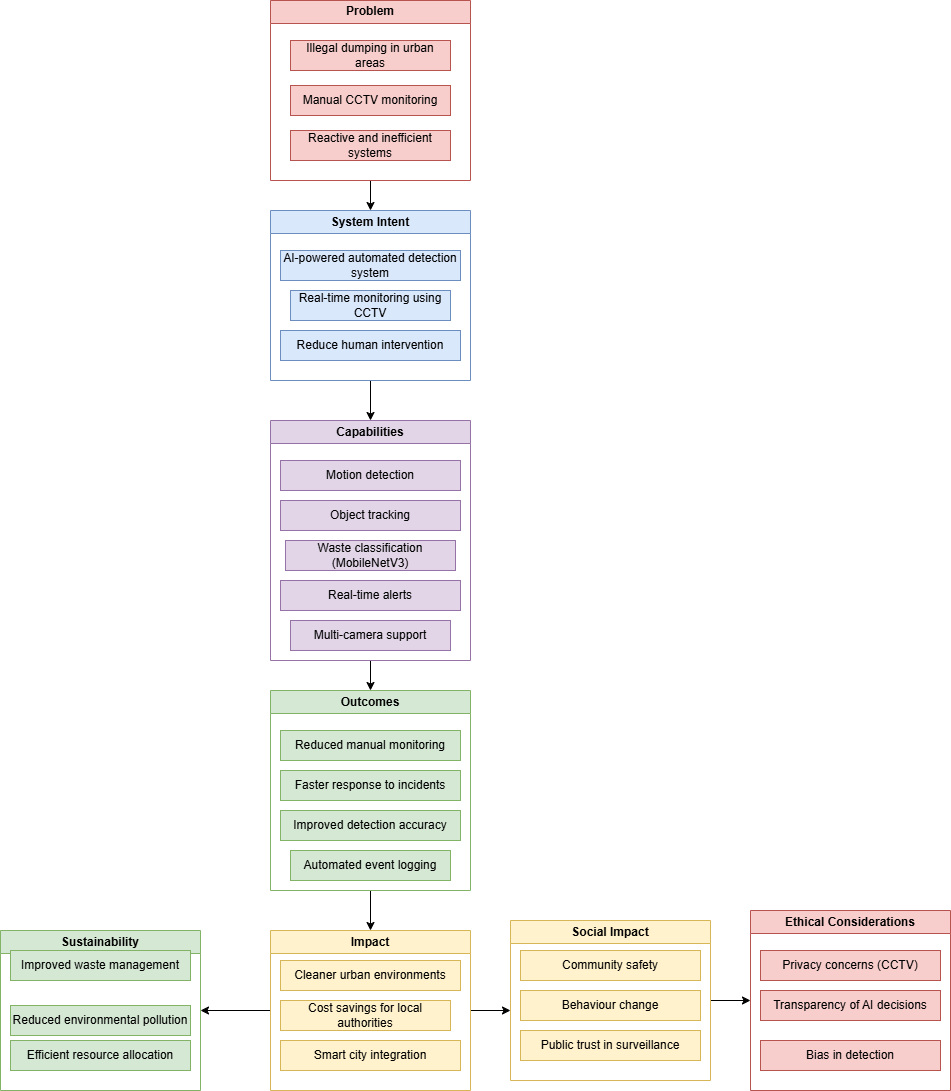 Problem
Illegal dumping in urban
areas
Manual CCTV monitoring
Reactive and inefficient
systems
System Intent
AI-powered automated detection
system
Real-time monitoring using
CCTV
Reduce human intervention
Capabilities
Motion detection
Object tracking
Waste classification
(MobileNetV3)
Real-time alerts
Multi-camera support
Outcomes
Reduced manual monitoring
Faster response to incidents
Improved detection accuracy
Automated event logging
Sustainability
Improved waste management
Reduced environmental pollution
Efficient resource allocation
Impact
Cleaner urban environments
Cost savings for local
authorities
Smart city integration
Social Impact
Community safety
Behaviour change
Public trust in surveillance
Ethical Considerations
Privacy concerns (CCTV)
Transparency of AI decisions
Bias in detection